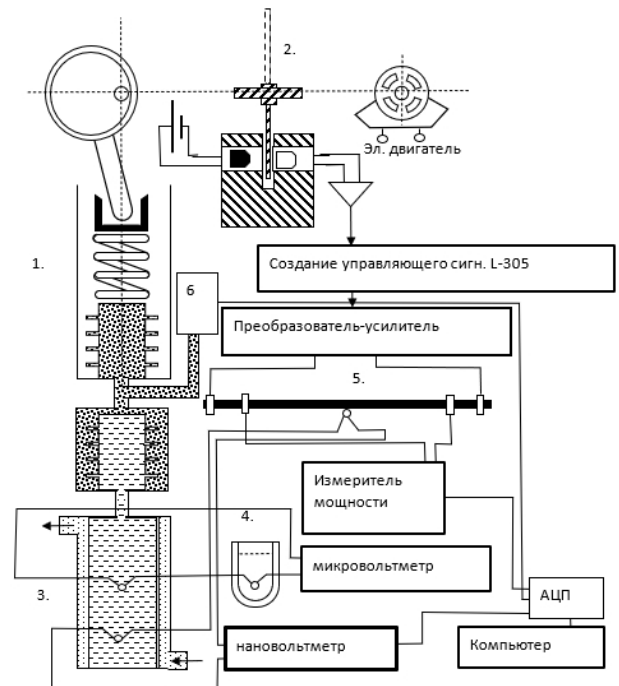 2.
Эл. двигатель
1.
Создание управляющего сигн. L-305
6
Преобразователь-усилитель
5.
Измеритель
мощности
4.
микровольтметр
3.
АЦП
нановольтметр
Компьютер